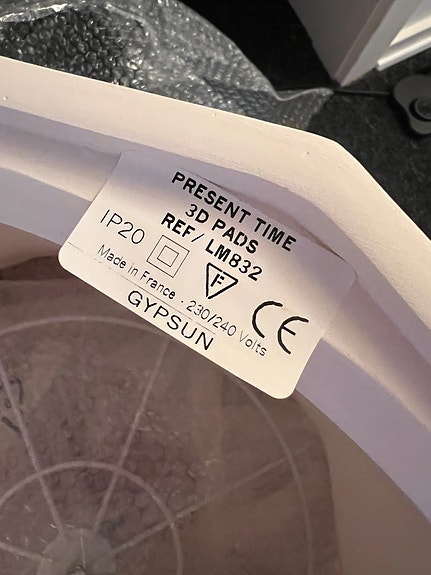 PRESENT TIME
3D PADS
REF/ LM832
IP20
F
CE
Made in France : 230/240 Volts
GYPSUN